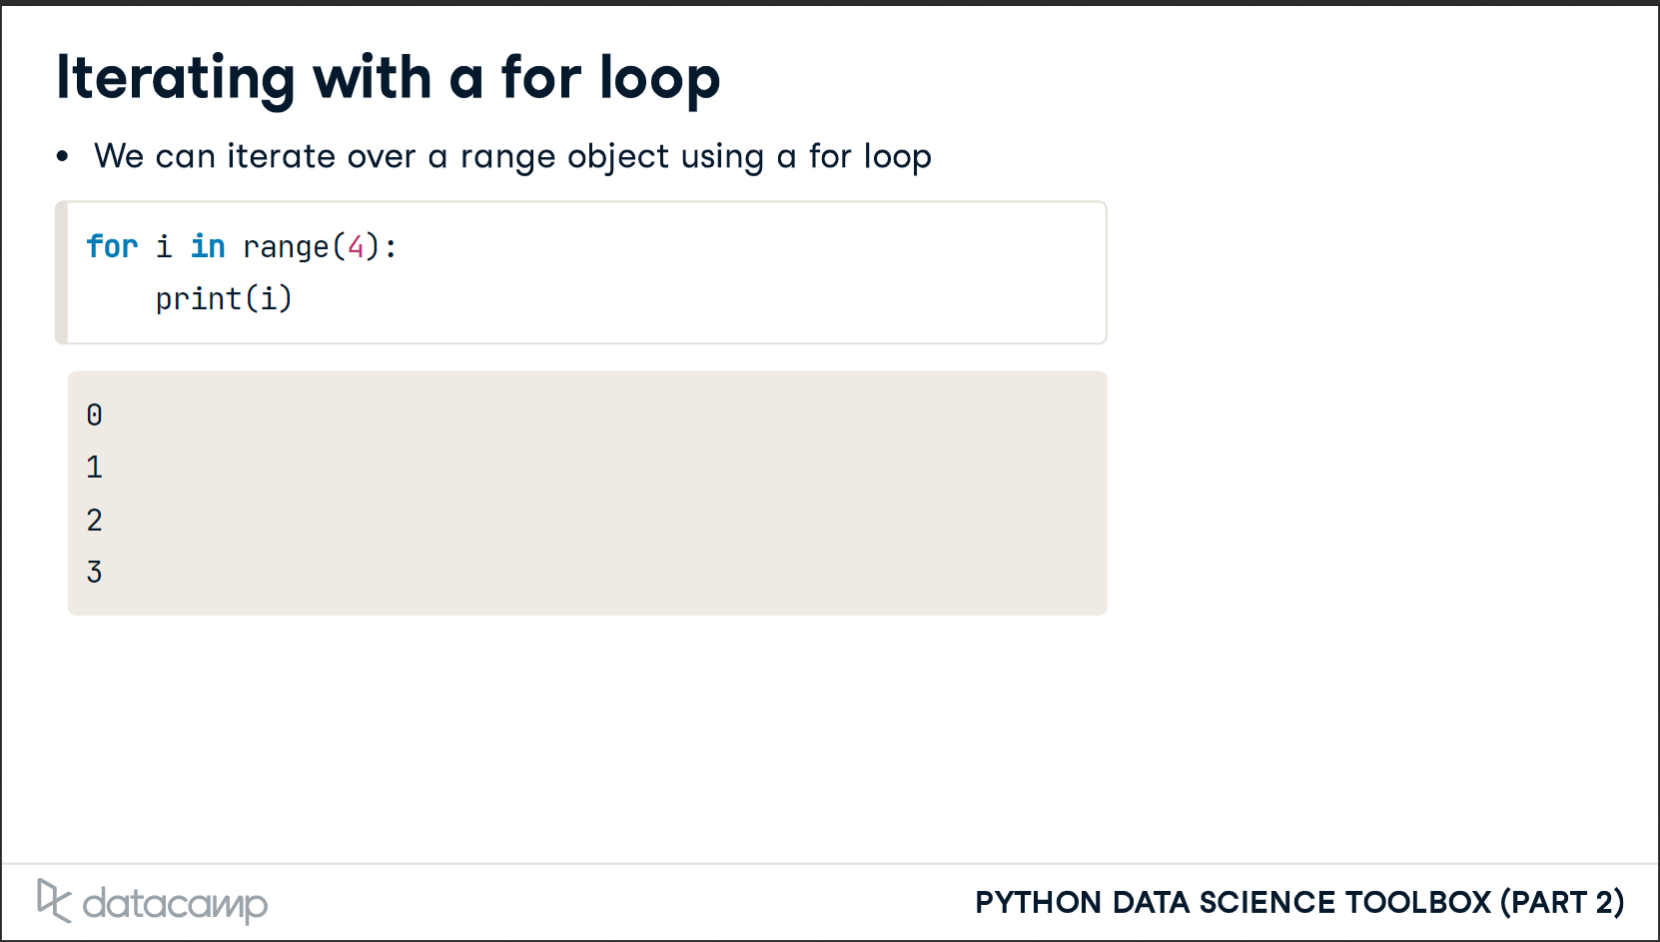 Iterating with a for loop
• We can iterate over a range object using a for loop
for i in range(4):
    print(i)
0
1
2
3
datacamp
PYTHON DATA SCIENCE TOOLBOX (PART 2)